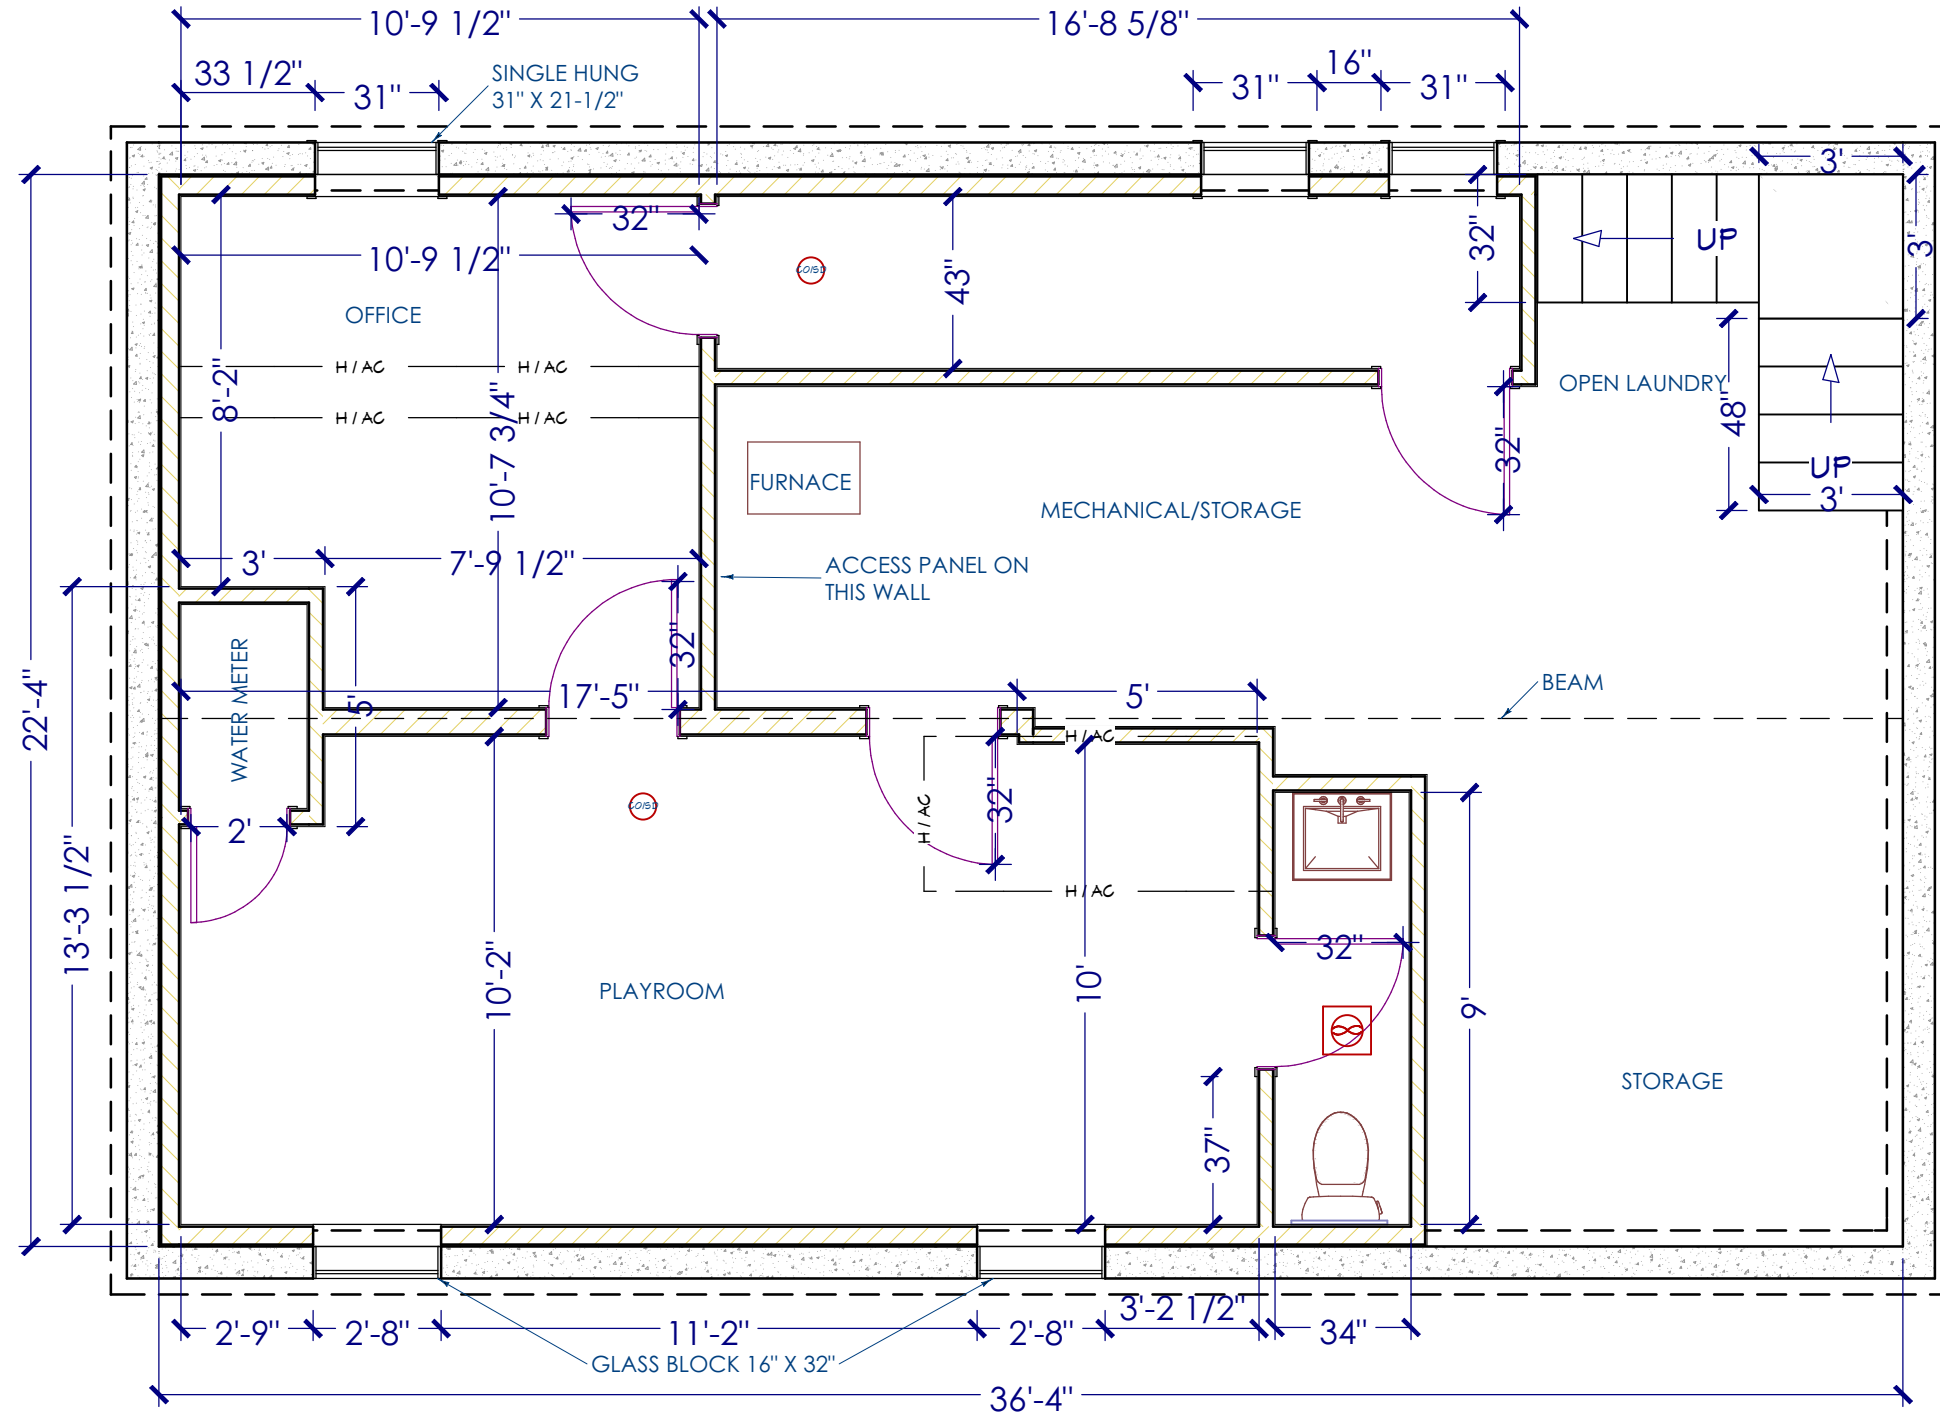 10'-9 1/2"
16'-8 5/8"
33 1/2"
31"
SINGLE HUNG
31" X 21-1/2"
31"
16"
31"
3'
32"
10'-9 1/2"
43"
32"
UP
3'
CO/SD
OFFICE
H / AC
H / AC
H / AC
H / AC
8'-2"
10'-7 3/4"
OPEN LAUNDRY
48"
32"
UP
3'
FURNACE
MECHANICAL/STORAGE
ACCESS PANEL ON
THIS WALL
3'
7'-9 1/2"
32"
WATER METER
5'
17'-5"
5'
BEAM
22'-4"
13'-3 1/2"
H / AC
H / AC
32"
H / AC
2'
CO/SD
32"
10'-2"
10'
9'
PLAYROOM
37"
STORAGE
2'-9"
2'-8"
11'-2"
2'-8"
3'-2 1/2"
34"
GLASS BLOCK 16" X 32"
36'-4"